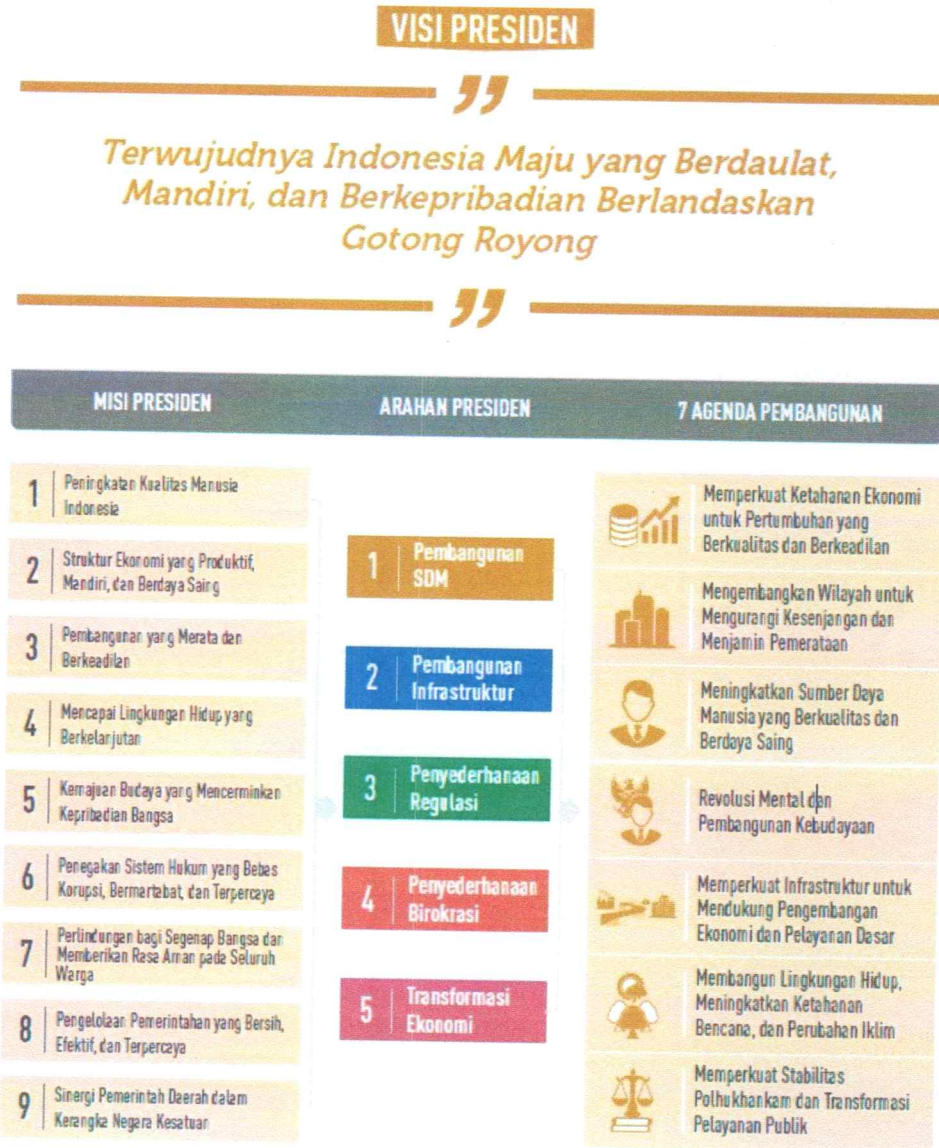 VISI PRESIDEN
”
Terwujudnya Indonesia Maju yang Berdaulat,
Mandiri, dan Berkepribadian Berlandaskan
Gotong Royong
”
MISI PRESIDEN
1 Peningkatan Kualitas Manusia
Indonesia
2 Struktur Ekonomi yang Produktif,
Mandiri, dan Berdaya Saing
3 Pembangunan yang Merata dan
Berkeadilan
4 Mencapai Lingkungan Hidup yang
Berkelanjutan
5 Kemajuan Budaya yang Mencerminkan
Kepribadian Bangsa
6 Penegakan Sistem Hukum yang Bebas
Korupsi, Bermartabat, dan Terpercaya
7 Perlindungan bagi Segenap Bangsa dan
Memberikan Rasa Aman pada Seluruh
Warga
8 Pengelolaan Pemerintahan yang Bersih,
Efektif, dan Terpercaya
9 Sinergi Pemerintah Daerah dalam
Kerangka Negara Kesatuan
ARAHAN PRESIDEN
1 Pembangunan
SDM
2 Pembangunan
Infrastruktur
3 Penyederhanaan
Regulasi
4 Penyederhanaan
Birokrasi
5 Transformasi
Ekonomi
7 AGENDA PEMBANGUNAN
Memperkuat Ketahanan Ekonomi
untuk Pertumbuhan yang
Berkualitas dan Berkeadilan
Mengembangkan Wilayah untuk
Mengurangi Kesenjangan dan
Menjamin Pemerataan
Meningkatkan Sumber Daya
Manusia yang Berkualitas dan
Berdaya Saing
Revolusi Mental dan
Pembangunan Kebudayaan
Memperkuat Infrastruktur untuk
Mendukung Pengembangan
Ekonomi dan Pelayanan Dasar
Membangun Lingkungan Hidup,
Meningkatkan Ketahanan
Bencana, dan Perubahan Iklim
Memperkuat Stabilitas
Polhukhankam dan Transformasi
Pelayanan Publik